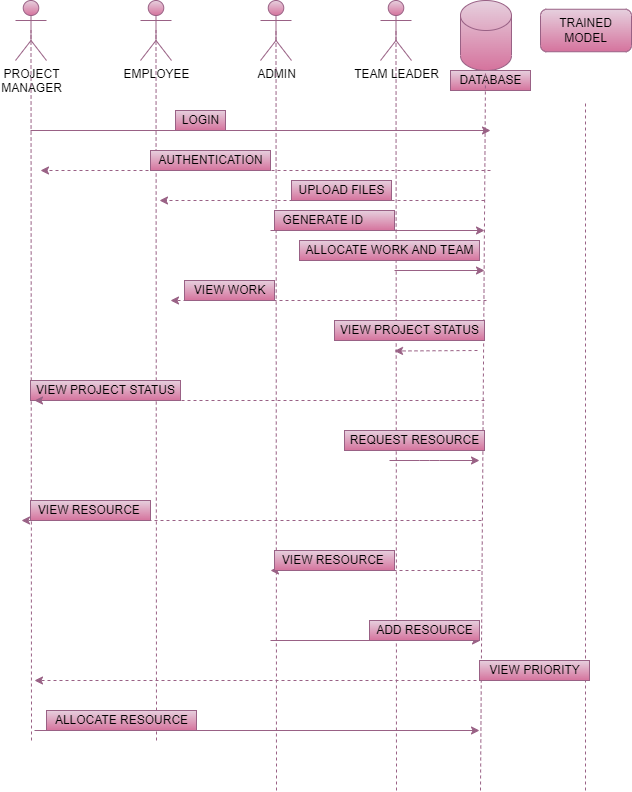 TRAINED
MODEL
PROJECT
MANAGER
EMPLOYEE
ADMIN
TEAM LEADER
DATABASE
LOGIN
AUTHENTICATION
UPLOAD FILES
GENERATE ID
ALLOCATE WORK AND TEAM
VIEW WORK
VIEW PROJECT STATUS
VIEW PROJECT STATUS
REQUEST RESOURCE
VIEW RESOURCE
VIEW RESOURCE
ADD RESOURCE
VIEW PRIORITY
ALLOCATE RESOURCE